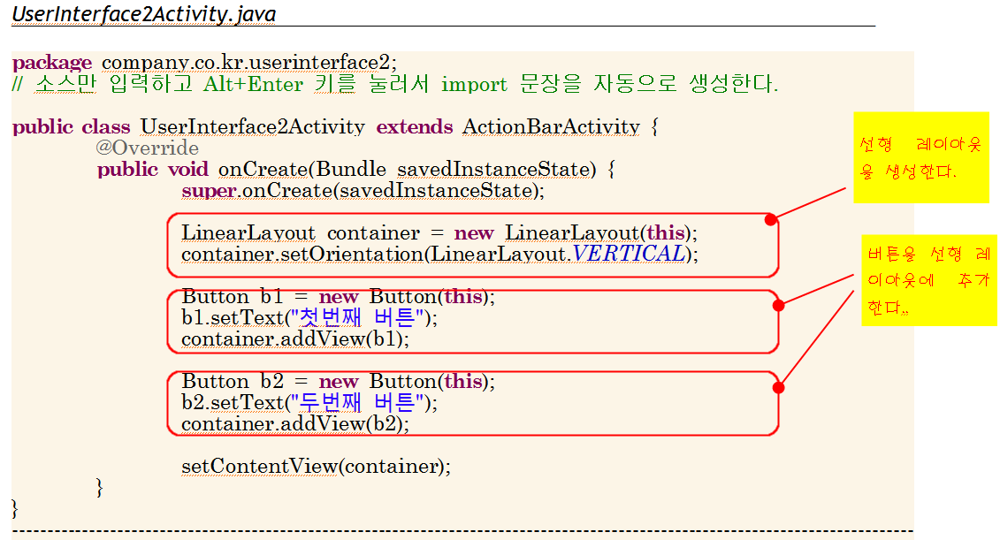 UserInterface2Activity.java
package company.co.kr.userinterface2;
// 소스만 입력하고 Alt+Enter 키를 눌러서 import 문장을 자동으로 생성한다.
public class UserInterface2Activity extends ActionBarActivity {
@Override
public void onCreate(Bundle savedInstanceState) {
super.onCreate(savedInstanceState);
LinearLayout container = new LinearLayout(this);
container.setOrientation(LinearLayout.VERTICAL);
Button b1 = new Button(this);
b1.setText("첫번째 버튼");
container.addView(b1);
Button b2 = new Button(this);
b2.setText("두번째 버튼");
container.addView(b2);
setContentView(container);
}
}
선형 레이아웃
을 생성한다.
버튼을 선형 레
이아웃에 추가
한다,,